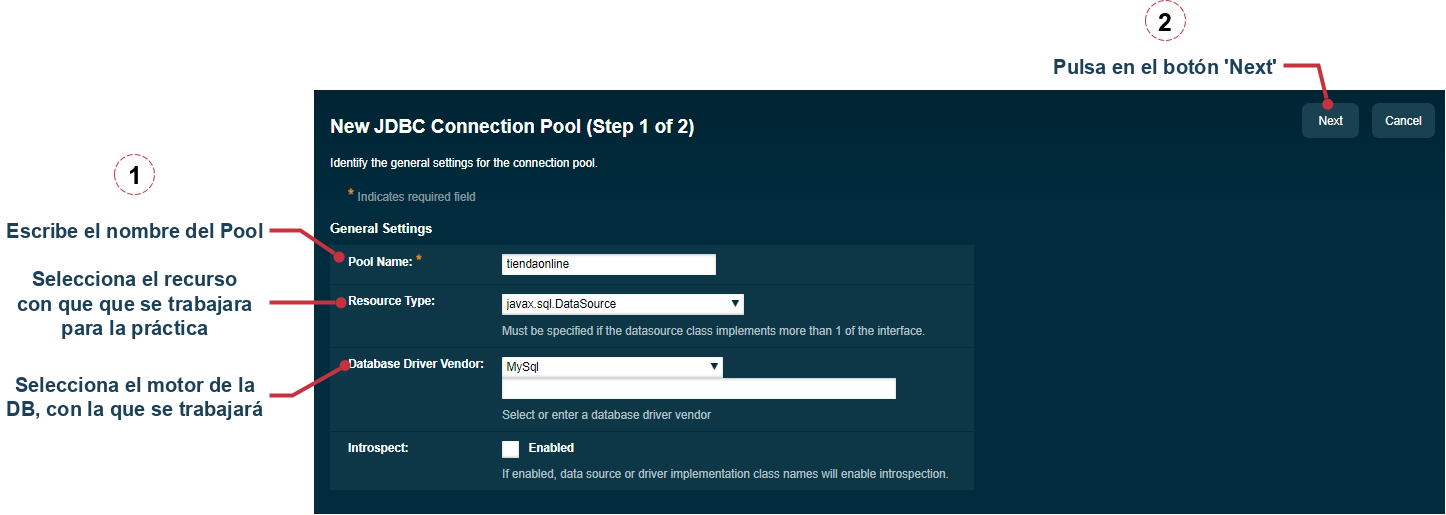 2
Pulsa en el botón 'Next'
New JDBC Connection Pool (Step 1 of 2)
Next
Cancel
Identify the general settings for the connection pool.
* Indicates required field
1
General Settings
Escribe el nombre del Pool
Pool Name: *
tiendaonline
Selecciona el recurso
con que que se trabajara
para la práctica
Resource Type:
javax.sql.DataSource
Must be specified if the datasource class implements more than 1 of the interface.
Selecciona el motor de la
DB, con la que se trabajará
Database Driver Vendor:
MySql
Select or enter a database driver vendor
Introspect:
Enabled
If enabled, data source or driver implementation class names will enable introspection.